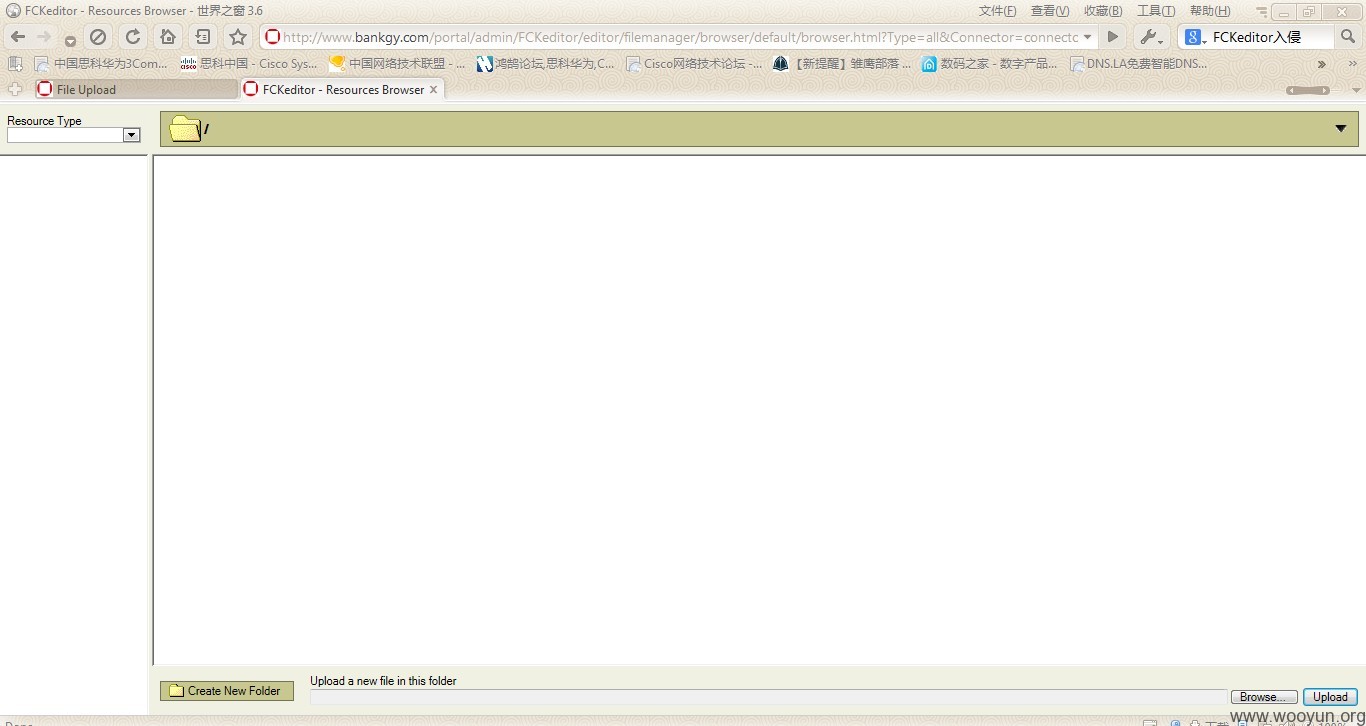 FCKeditor - Resources Browser - 世界之窗 3.6
文件(F) 查看(V) 收藏(B) 工具(T) 帮助(H)
http://www.bankgy.com/portal/admin/FCKeditor/editor/filemanager/browser/default/browser.html?Type=all&Connector=connectc
FCKeditor入侵
中国思科华为3Com... 思科中国 - Cisco Sys... 中国网络技术联盟 - ... 鸿鹄论坛,思科华为,C... Cisco网络技术论坛 -... 【新提醒】雏鹰部落 ... 数码之家 - 数字产品... DNS.LA免费智能DNS...
File Upload FCKeditor - Resources Browser
Resource Type
/
Create New Folder
Upload a new file in this folder
Browse... Upload
www.wooyun.org